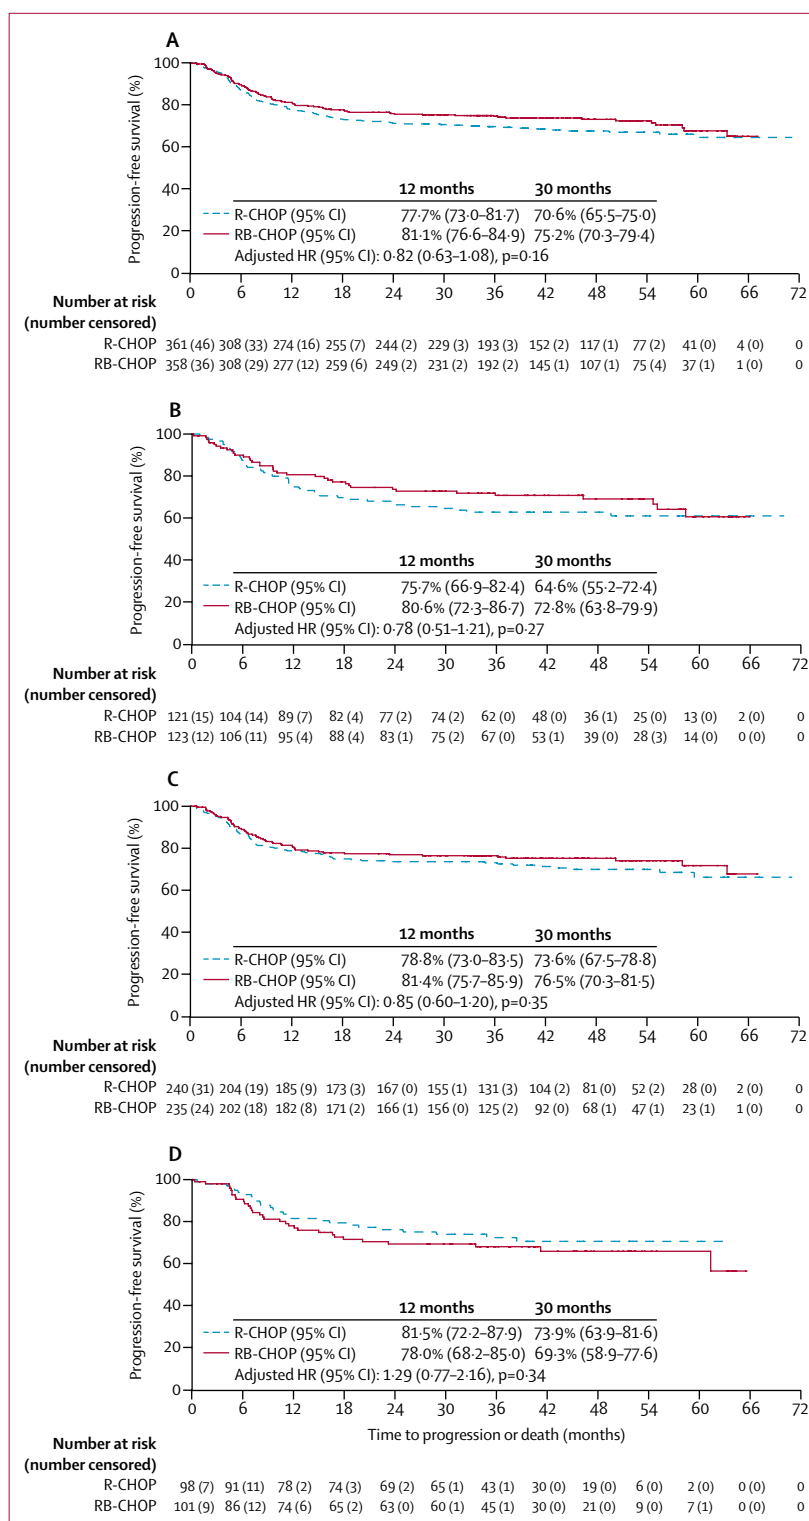 A
Progression-free survival (%)
100
80
60
40
20
0
12 months 30 months
R-CHOP (95% CI) 77·7% (73·0–81·7) 70·6% (65·5–75·0)
RB-CHOP (95% CI) 81·1% (76·6–84·9) 75·2% (70·3–79·4)
Adjusted HR (95% CI): 0·82 (0·63–1·08), p=0·16
0 6 12 18 24 30 36 42 48 54 60 66 72
Number at risk
(number censored)
R-CHOP 361 (46) 308 (33) 274 (16) 255 (7) 244 (2) 229 (3) 193 (3) 152 (2) 117 (1) 77 (2) 41 (0) 4 (0) 0
RB-CHOP 358 (36) 308 (29) 277 (12) 259 (6) 249 (2) 231 (2) 192 (2) 145 (1) 107 (1) 75 (4) 37 (1) 1 (0) 0
B
Progression-free survival (%)
100
80
60
40
20
0
12 months 30 months
R-CHOP (95% CI) 75·7% (66·9–82·4) 64·6% (55·2–72·4)
RB-CHOP (95% CI) 80·6% (72·3–86·7) 72·8% (63·8–79·9)
Adjusted HR (95% CI): 0·78 (0·51–1·21), p=0·27
0 6 12 18 24 30 36 42 48 54 60 66 72
Number at risk
(number censored)
R-CHOP 121 (15) 104 (14) 89 (7) 82 (4) 77 (2) 74 (2) 62 (0) 48 (0) 36 (1) 25 (0) 13 (0) 2 (0) 0
RB-CHOP 123 (12) 106 (11) 95 (4) 88 (4) 83 (1) 75 (2) 67 (0) 53 (1) 39 (0) 28 (3) 14 (0) 0 (0) 0
C
Progression-free survival (%)
100
80
60
40
20
0
12 months 30 months
R-CHOP (95% CI) 78·8% (73·0–83·5) 73·6% (67·5–78·8)
RB-CHOP (95% CI) 81·4% (75·7–85·9) 76·5% (70·3–81·5)
Adjusted HR (95% CI): 0·85 (0·60–1·20), p=0·35
0 6 12 18 24 30 36 42 48 54 60 66 72
Number at risk
(number censored)
R-CHOP 240 (31) 204 (19) 185 (9) 173 (3) 167 (0) 155 (1) 131 (3) 104 (2) 81 (0) 52 (2) 28 (0) 2 (0) 0
RB-CHOP 235 (24) 202 (18) 182 (8) 171 (2) 166 (1) 156 (0) 125 (2) 92 (0) 68 (1) 47 (1) 23 (1) 1 (0) 0
D
Progression-free survival (%)
100
80
60
40
20
0
12 months 30 months
R-CHOP (95% CI) 81·5% (72·2–87·9) 73·9% (63·9–81·6)
RB-CHOP (95% CI) 78·0% (68·2–85·0) 69·3% (58·9–77·6)
Adjusted HR (95% CI): 1·29 (0·77–2·16), p=0·34
0 6 12 18 24 30 36 42 48 54 60 66 72
Time to progression or death (months)
Number at risk
(number censored)
R-CHOP 98 (7) 91 (11) 78 (2) 74 (3) 69 (2) 65 (1) 43 (1) 30 (0) 19 (0) 6 (0) 2 (0) 0 (0) 0
RB-CHOP 101 (9) 86 (12) 74 (6) 65 (2) 63 (0) 60 (1) 45 (1) 30 (0) 21 (0) 9 (0) 7 (1) 0 (0) 0